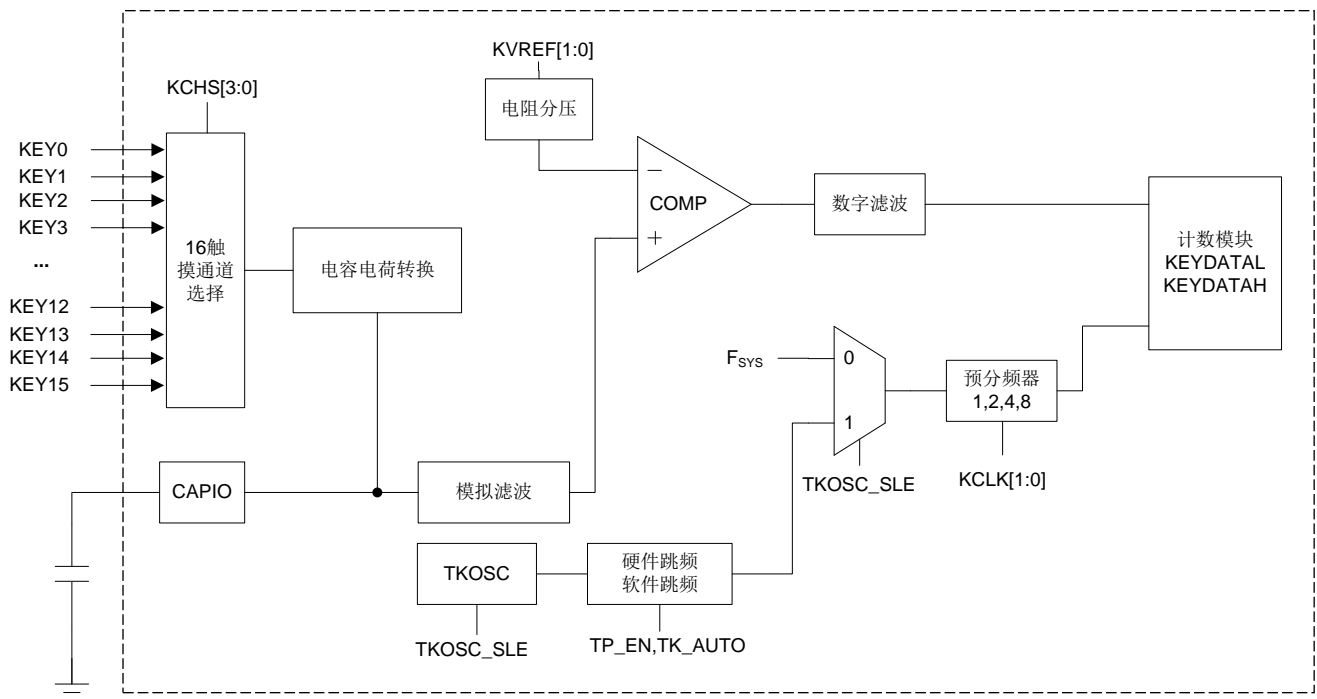 KVREF[1:0]
KCHS[3:0]
电阻分压
KEY0
KEY1
KEY2
KEY3
...
KEY12
KEY13
KEY14
KEY15
16触
摸通道
选择
电容电荷转换
−
COMP
+
数字滤波
计数模块
KEYDATAL
KEYDATAH
FSYS
0
1
预分频器
1,2,4,8
TKOSC_SLE
KCLK[1:0]
CAPIO
模拟滤波
TKOSC
硬件跳频
软件跳频
TKOSC_SLE
TP_EN,TK_AUTO